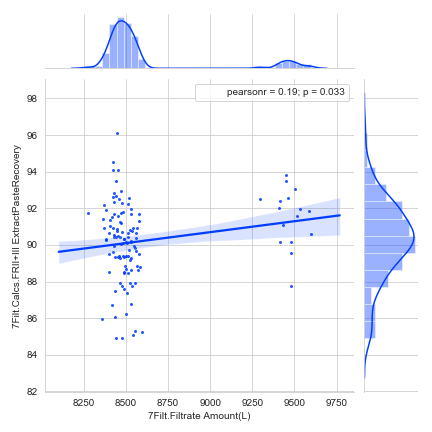 pearsonr = 0.19; p = 0.033
98
96
94
92
90
88
86
84
82
7Filt.Calcs.FRII+III ExtractPasteRecovery
8250 8500 8750 9000 9250 9500 9750
7Filt.Filtrate Amount(L)